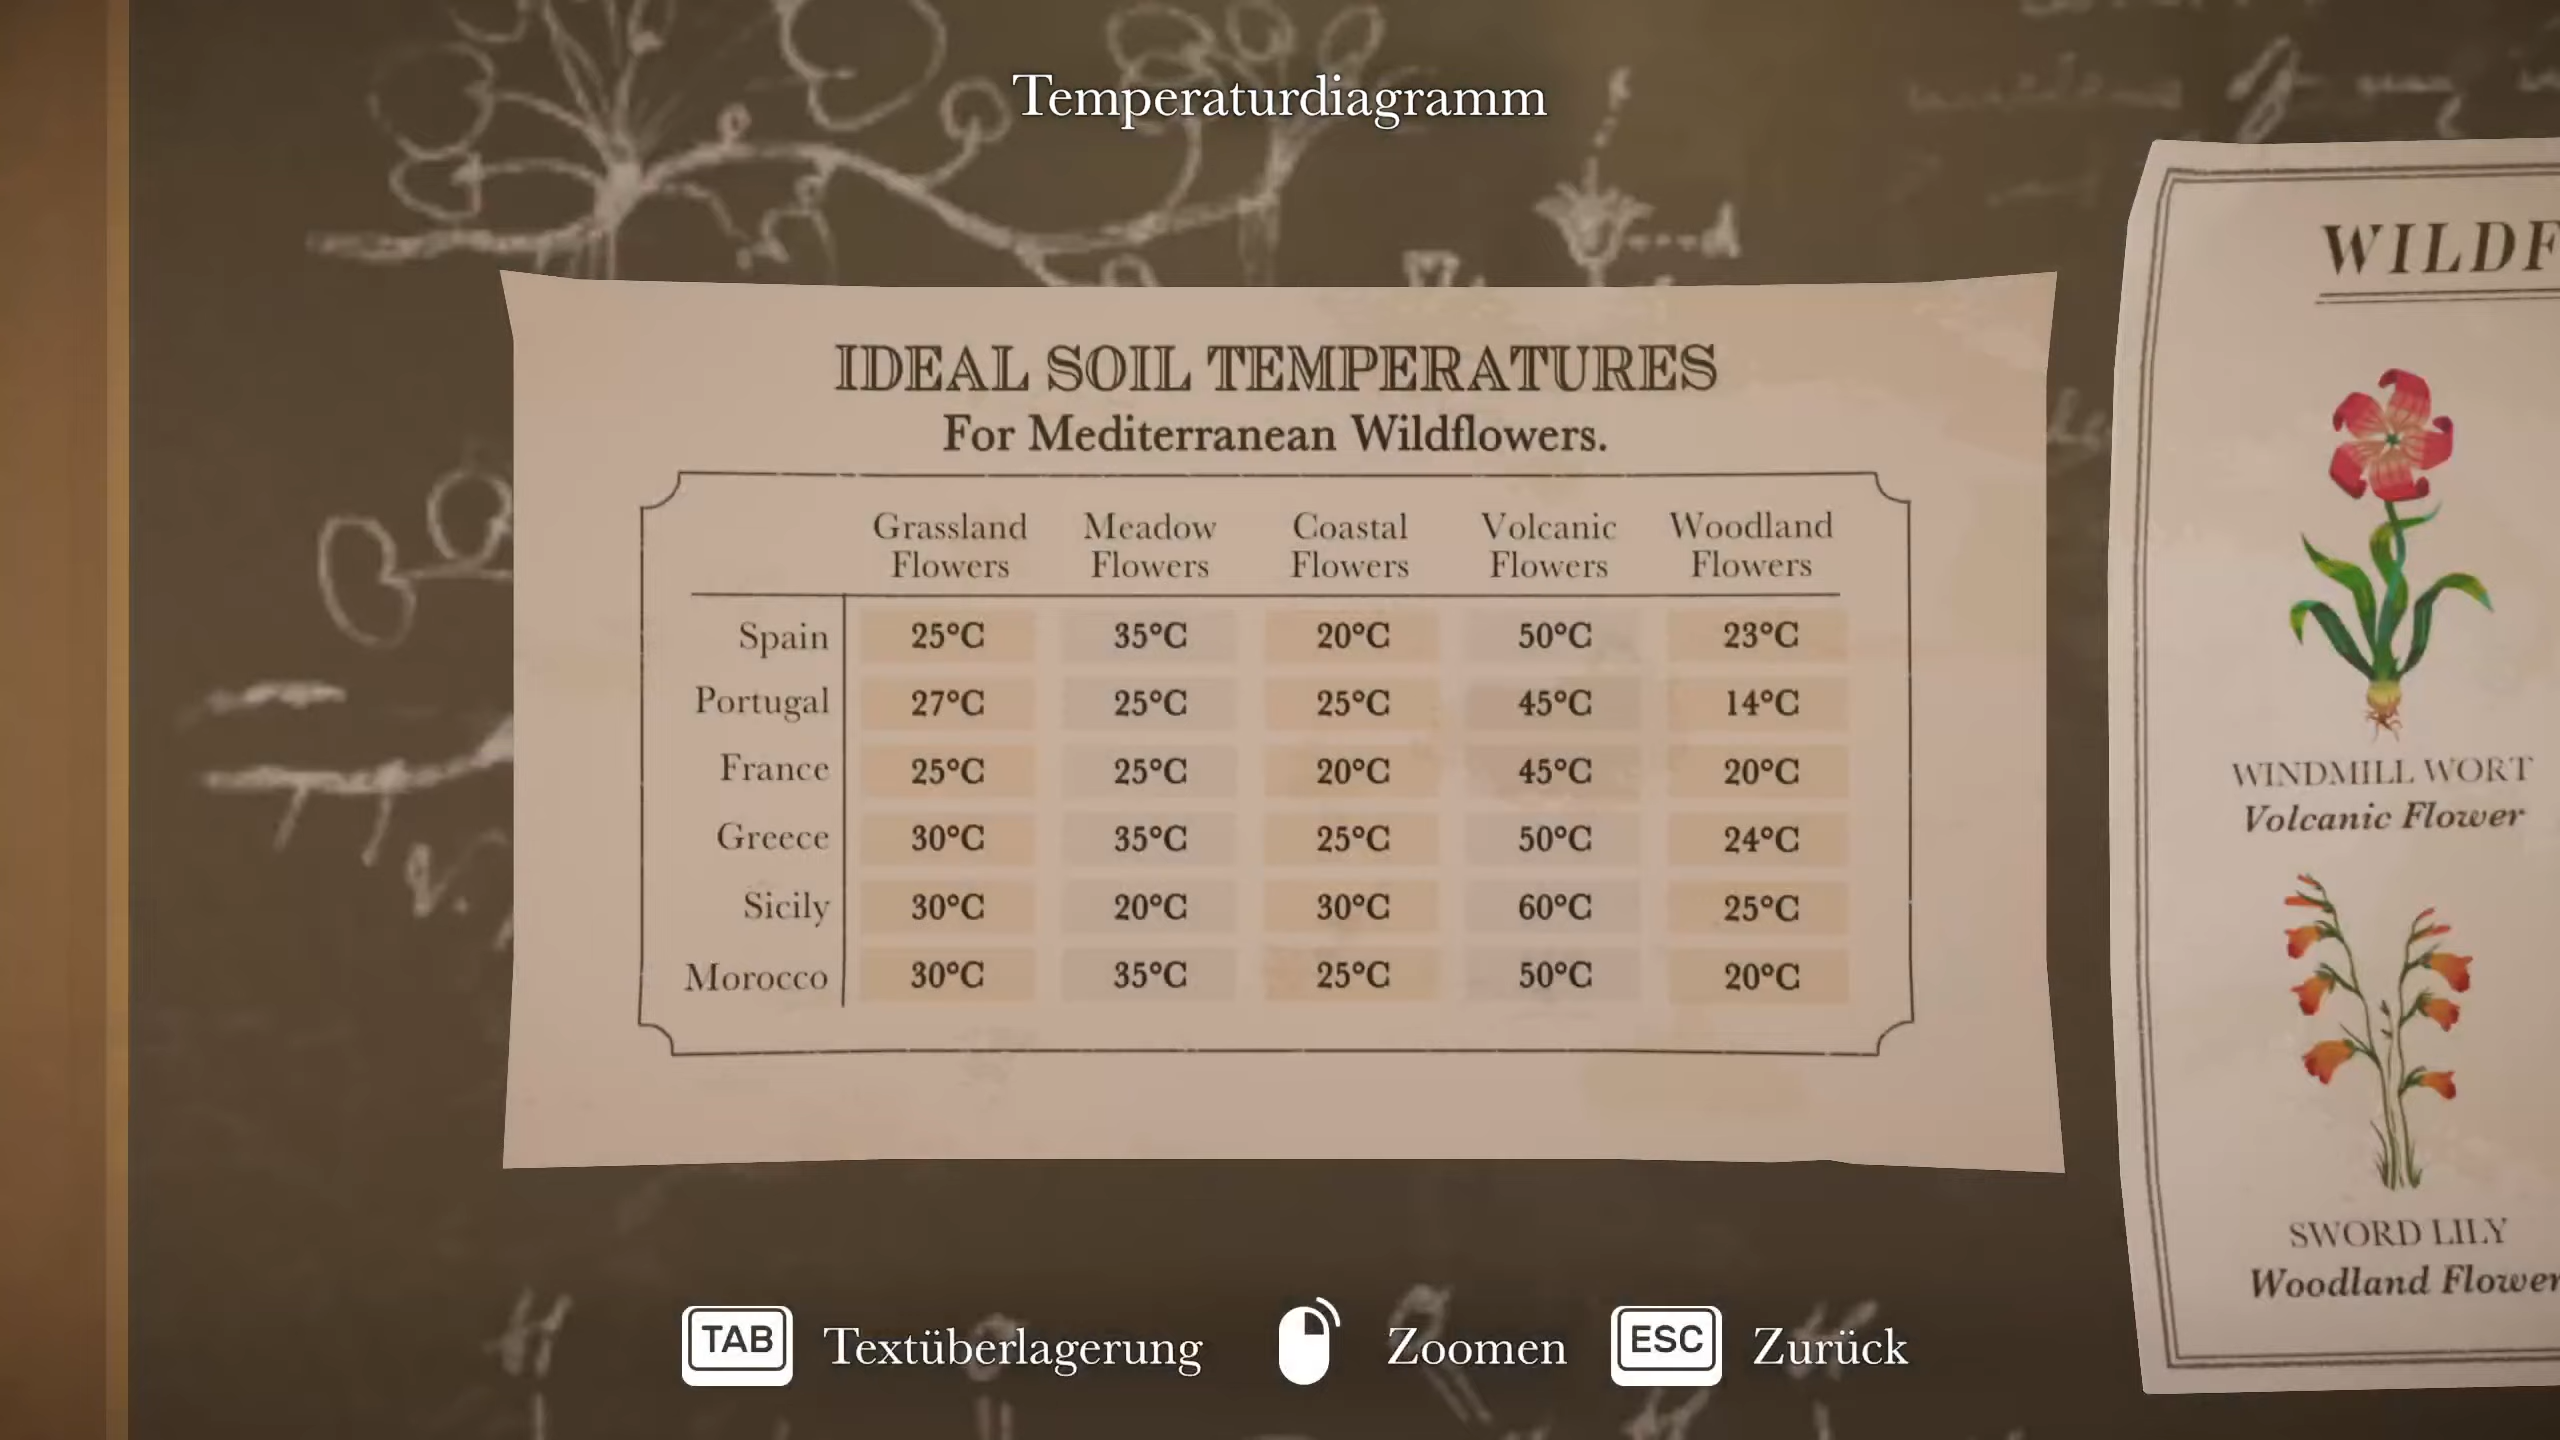 Temperaturdiagramm
IDEAL SOIL TEMPERATURES
For Mediterranean Wildflowers.
Grassland Flowers Meadow Flowers Coastal Flowers Volcanic Flowers Woodland Flowers
Spain 25°C 35°C 20°C 50°C 23°C
Portugal 27°C 25°C 25°C 45°C 14°C
France 25°C 25°C 20°C 45°C 20°C
Greece 30°C 35°C 25°C 50°C 24°C
Sicily 30°C 20°C 30°C 60°C 25°C
Morocco 30°C 35°C 25°C 50°C 20°C
WILDF
WINDMILL WORT
Volcanic Flower
SWORD LILY
Woodland Flower
TAB Textüberlagerung Zoomen ESC Zurück